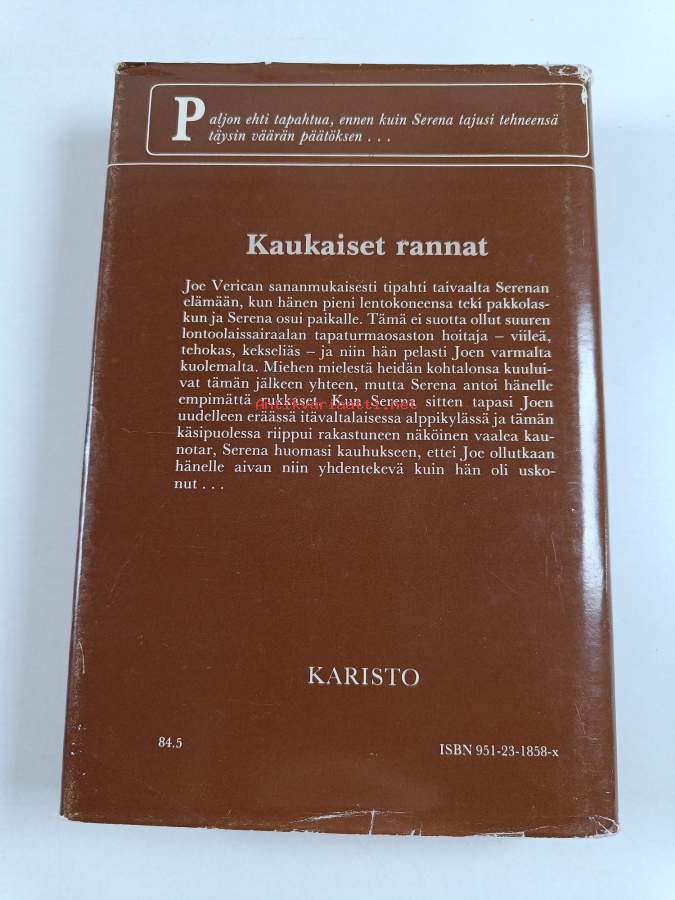 Paljon ehti tapahtua, ennen kuin Serena tajusi tehneensä
täysin väärän päätöksen . . .
Kaukaiset rannat
Joe Verican sananmukaisesti tipahti taivaalta Serenan
elämään, kun hänen pieni lentokoneensa teki pakkolas-
kun ja Serena osui paikalle. Tämä ei suotta ollut suuren
lontoolaissairaalan tapaturmaosaston hoitaja – viileä,
tehokas, kekseliäs – ja niin hän pelasti Joen varmalta
kuolemalta. Miehen mielestä heidän kohtalonsa kuului-
vat tämän jälkeen yhteen, mutta Serena antoi hänelle
empimättä rukkaset. Kun Serena sitten tapasi Joen
Antikvariaatti.net
uudelleen eräässä itävaltalaisessa alppikylässä ja tämän
käsipuolessa riippui rakastuneen näköinen vaalea kau-
notar, Serena huomasi kauhukseen, ettei Joe ollutkaan
hänelle aivan niin yhdentekevä kuin hän oli usko-
nut . . .
KARISTO
84.5
ISBN 951-23-1858-x